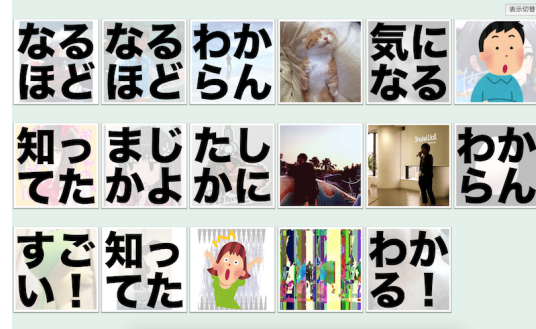 表示切替
なる
ほど
なる
ほど
わか
らん
気に
なる
知っ
てた
まじ
かよ
たし
かに
わか
らん
すご
い！
知っ
てた
わか
る！